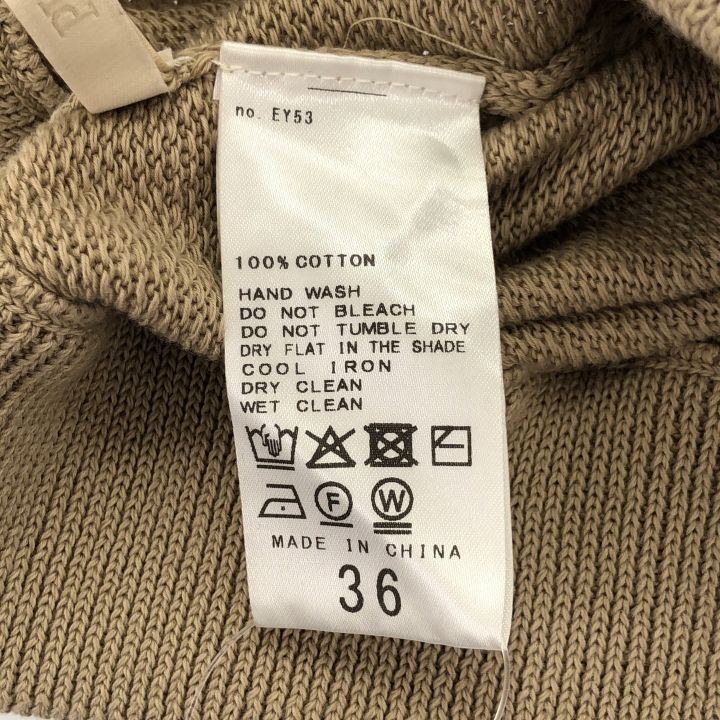 no. EY53
100% COTTON
HAND WASH
DO NOT BLEACH
DO NOT TUMBLE DRY
DRY FLAT IN THE SHADE
COOL IRON
DRY CLEAN
WET CLEAN
F W
MADE IN CHINA
36